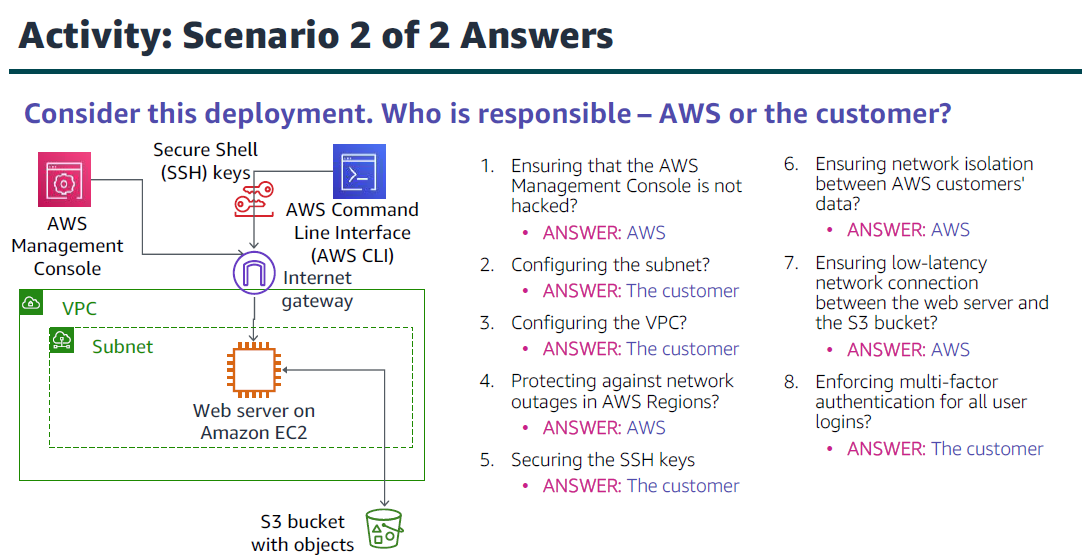 Activity: Scenario 2 of 2 Answers
Consider this deployment. Who is responsible – AWS or the customer?
Secure Shell
(SSH) keys
AWS
Management
Console
AWS Command
Line Interface
(AWS CLI)
Internet
gateway
VPC
Subnet
Web server on
Amazon EC2
S3 bucket
with objects
1. Ensuring that the AWS
Management Console is not
hacked?
• ANSWER: AWS
2. Configuring the subnet?
• ANSWER: The customer
3. Configuring the VPC?
• ANSWER: The customer
4. Protecting against network
outages in AWS Regions?
• ANSWER: AWS
5. Securing the SSH keys
• ANSWER: The customer
6. Ensuring network isolation
between AWS customers'
data?
• ANSWER: AWS
7. Ensuring low-latency
network connection
between the web server and
the S3 bucket?
• ANSWER: AWS
8. Enforcing multi-factor
authentication for all user
logins?
• ANSWER: The customer